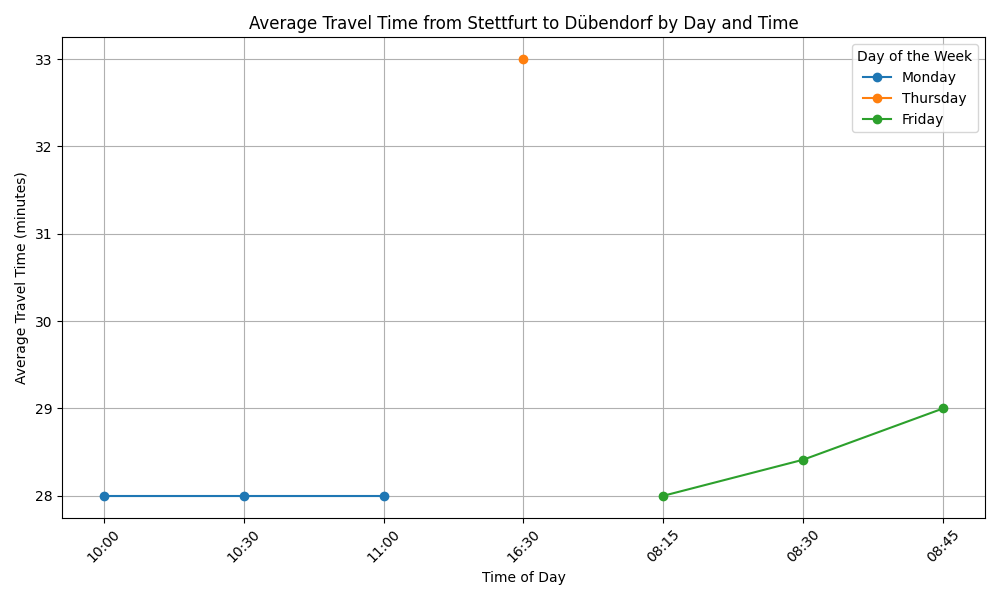 Average Travel Time from Stettfurt to Dübendorf by Day and Time
Day of the Week
Monday
Thursday
Friday
Average Travel Time (minutes)
33
32
31
30
29
28
10:00
10:30
11:00
16:30
08:15
08:30
08:45
Time of Day